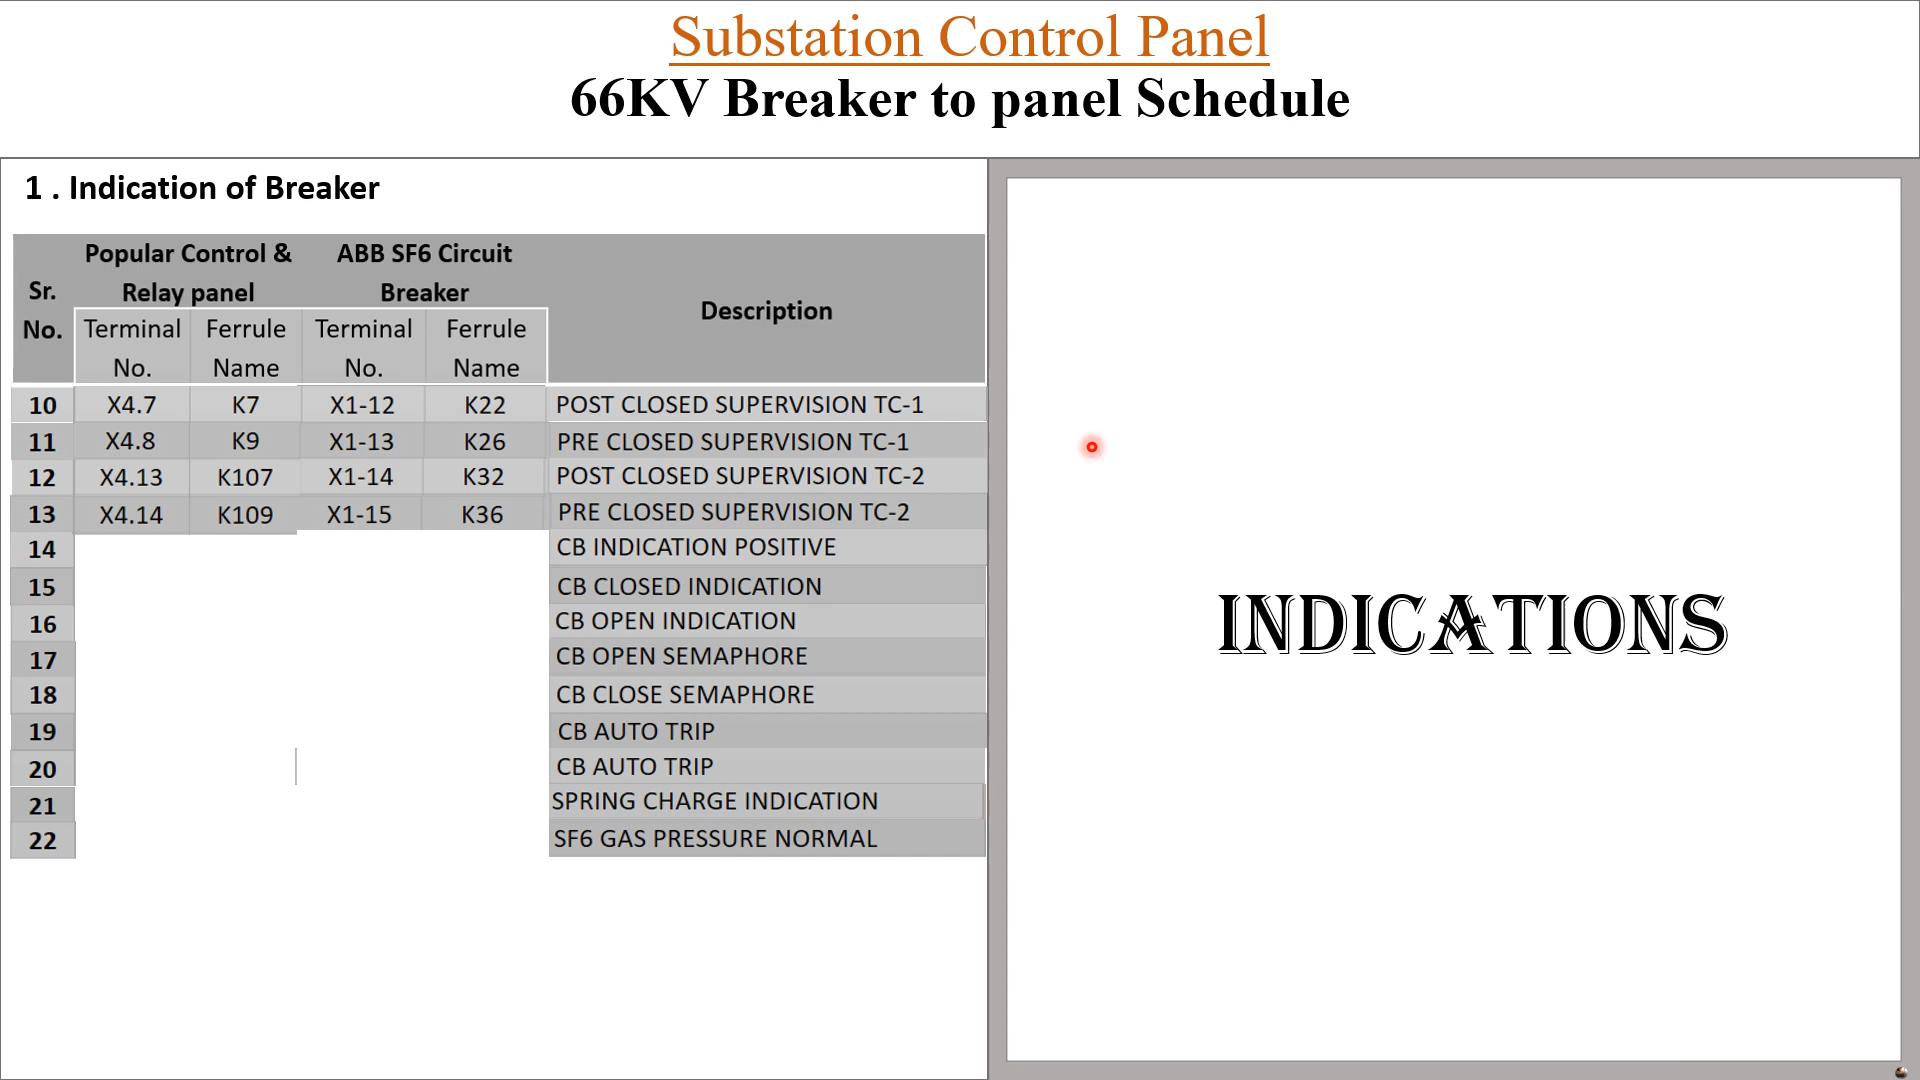 Substation Control Panel
66KV Breaker to panel Schedule
1 . Indication of Breaker
Sr. No. Popular Control & Relay panel ABB SF6 Circuit Breaker Description
Terminal No. Ferrule Name Terminal No. Ferrule Name
10 X4.7 K7 X1-12 K22 POST CLOSED SUPERVISION TC-1
11 X4.8 K9 X1-13 K26 PRE CLOSED SUPERVISION TC-1
12 X4.13 K107 X1-14 K32 POST CLOSED SUPERVISION TC-2
13 X4.14 K109 X1-15 K36 PRE CLOSED SUPERVISION TC-2
14 CB INDICATION POSITIVE
15 CB CLOSED INDICATION
16 CB OPEN INDICATION
17 CB OPEN SEMAPHORE
18 CB CLOSE SEMAPHORE
19 CB AUTO TRIP
20 CB AUTO TRIP
21 SPRING CHARGE INDICATION
22 SF6 GAS PRESSURE NORMAL
INDICATIONS